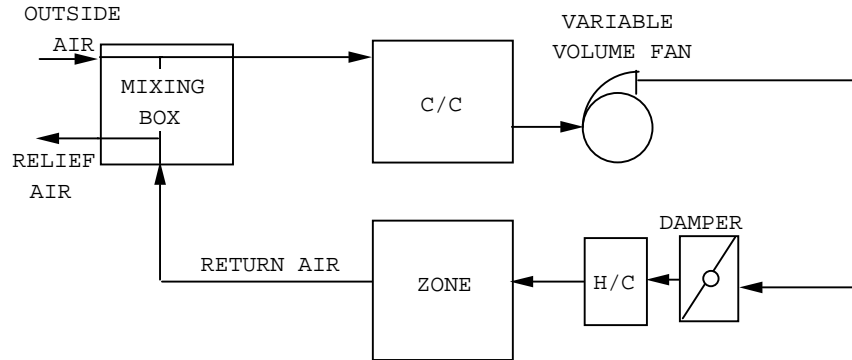 OUTSIDE
AIR
MIXING
BOX
RELIEF
AIR
C/C
VARIABLE
VOLUME FAN
DAMPER
H/C
ZONE
RETURN AIR